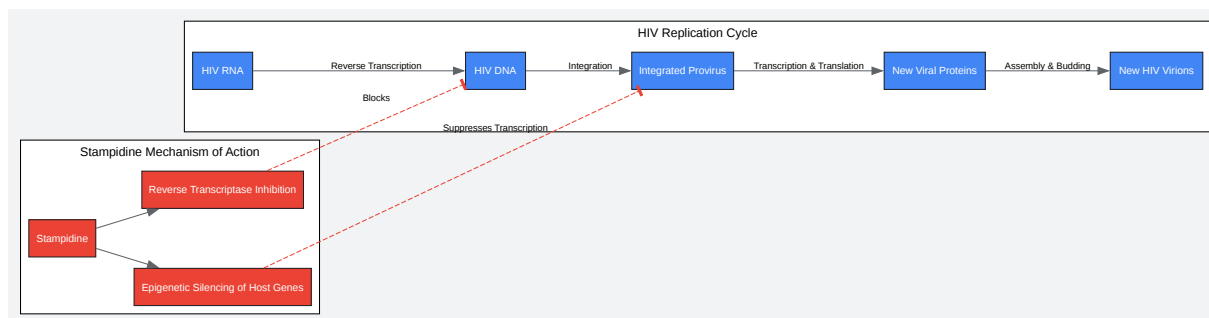 HIV Replication Cycle
HIV RNA
Reverse Transcription
HIV DNA
Integration
Integrated Provirus
Transcription & Translation
New Viral Proteins
Assembly & Budding
New HIV Virions
Blocks
Suppresses Transcription
Stampidine Mechanism of Action
Reverse Transcriptase Inhibition
Stampidine
Epigenetic Silencing of Host Genes